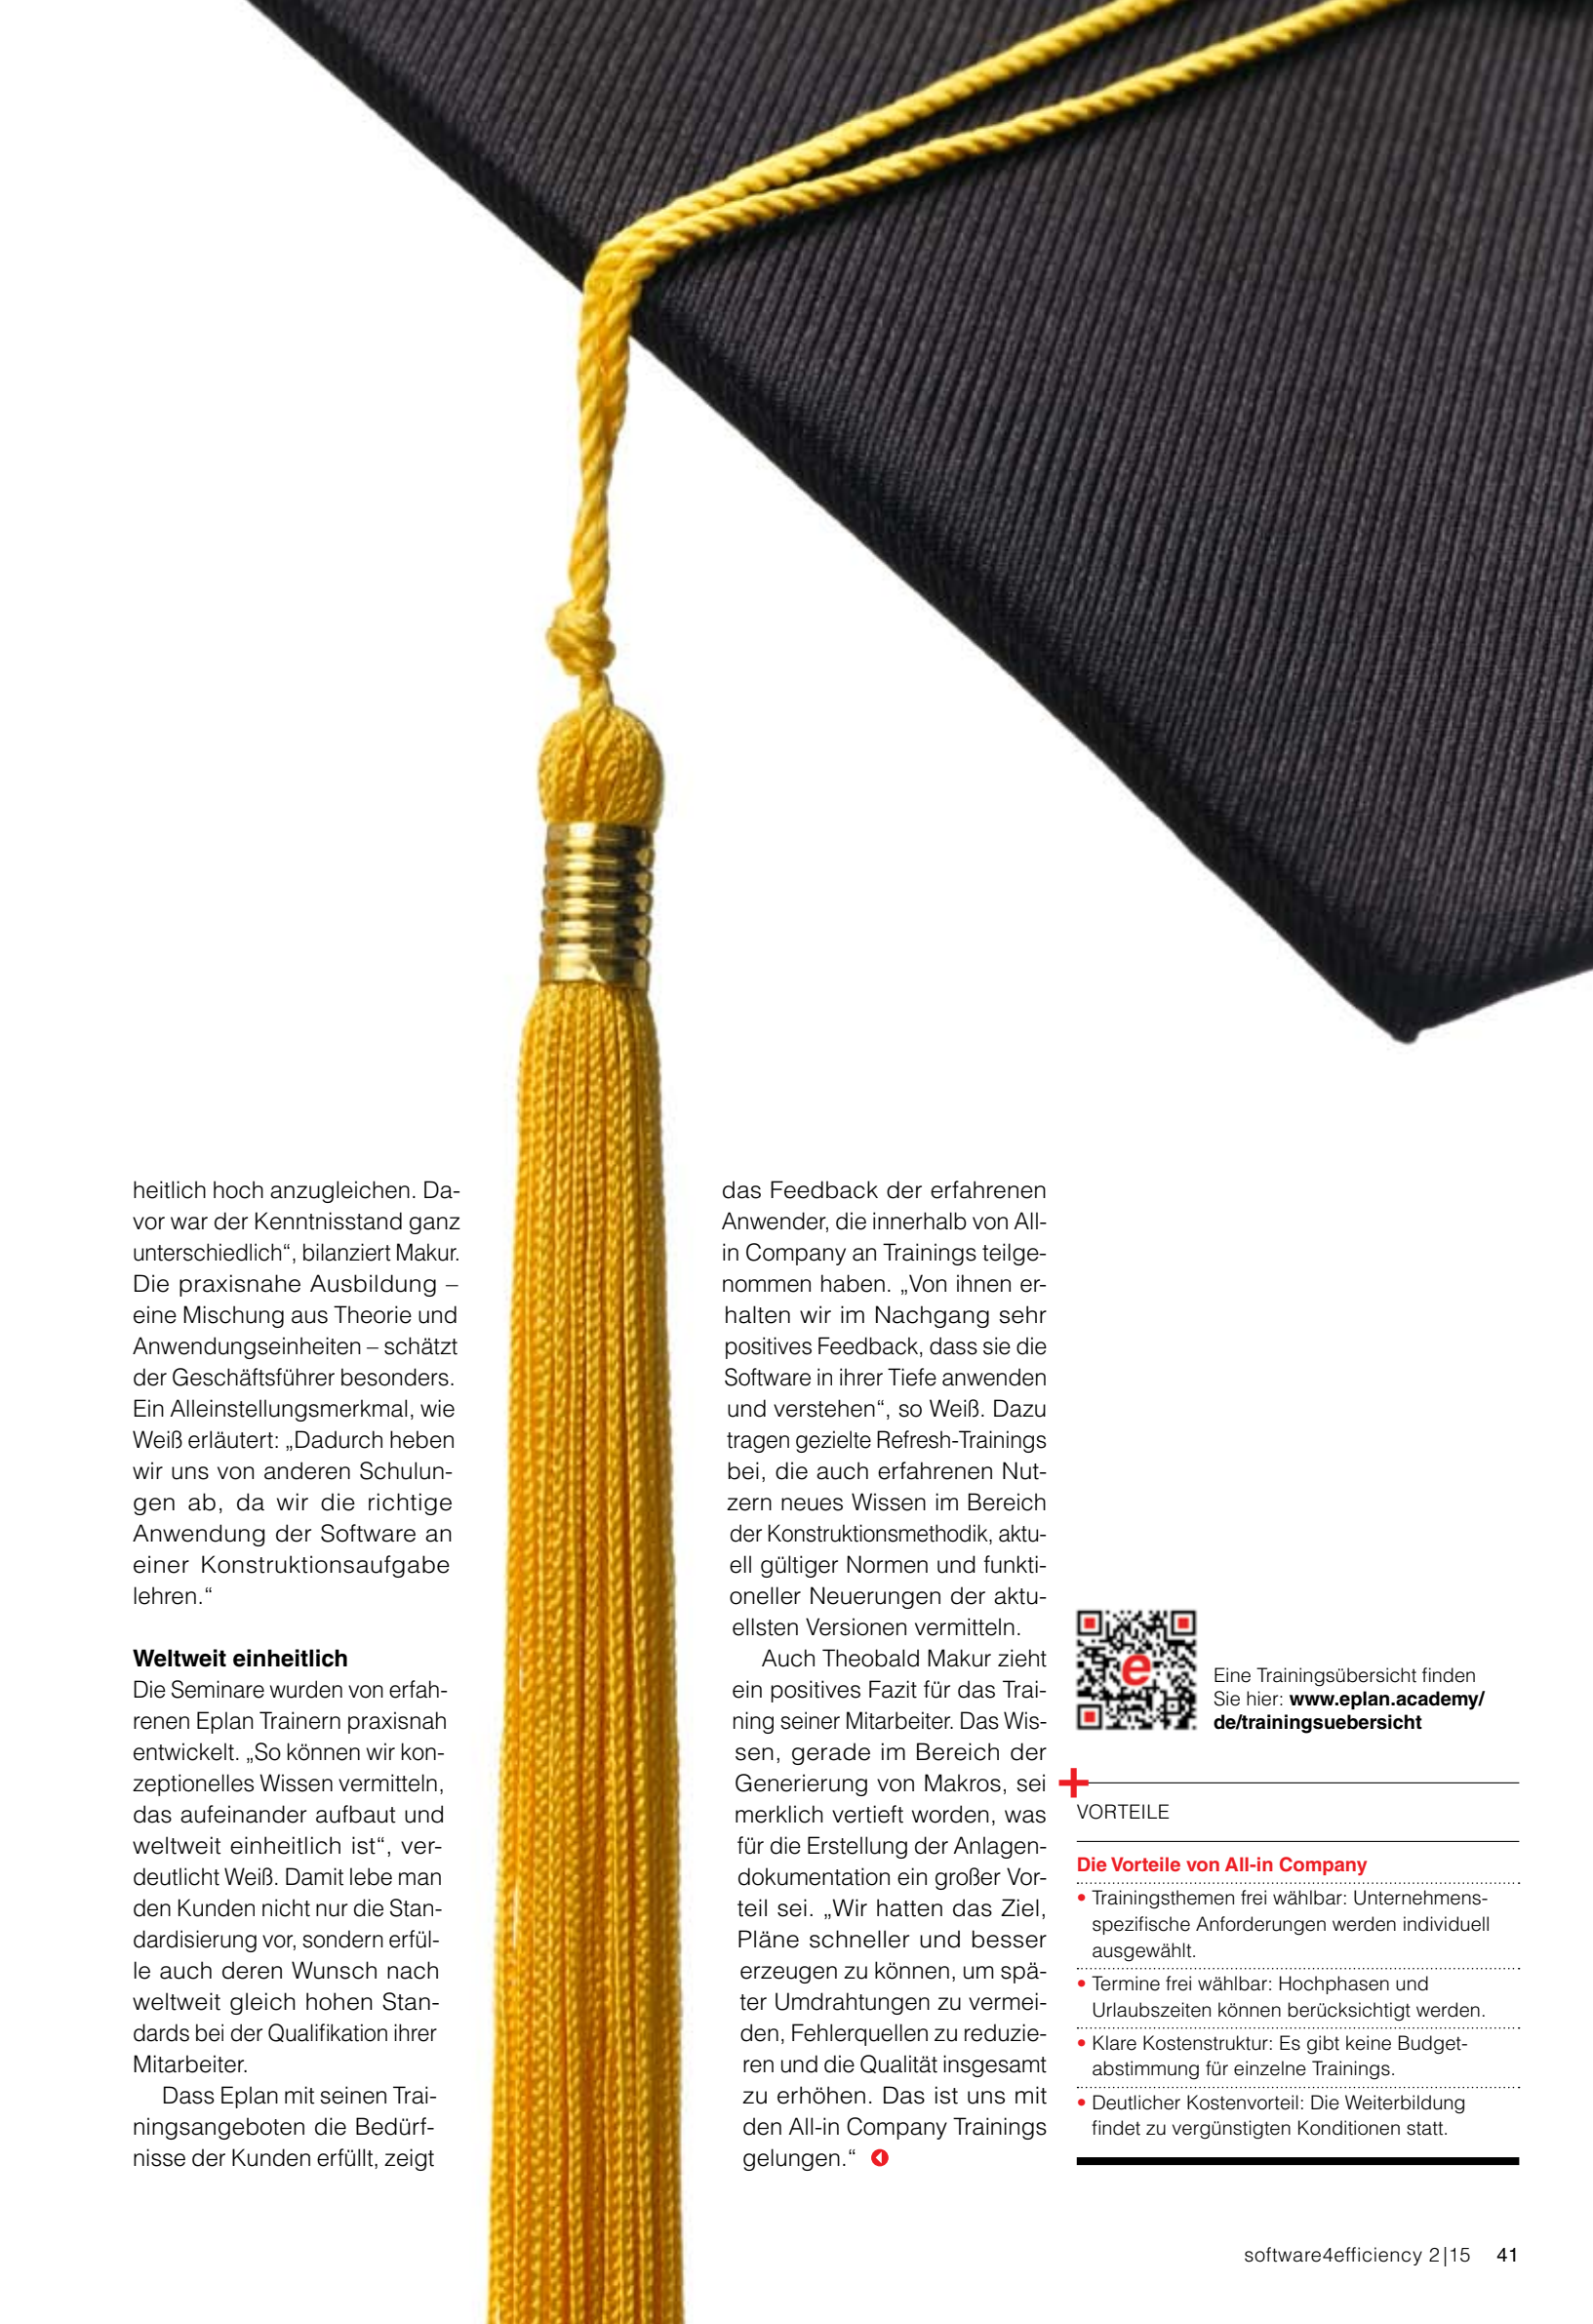 heitlich hoch anzugleichen. Da-
vor war der Kenntnisstand ganz
unterschiedlich“, bilanziert Makur.
Die praxisnahe Ausbildung –
eine Mischung aus Theorie und
Anwendungseinheiten – schätzt
der Geschäftsführer besonders.
Ein Alleinstellungsmerkmal, wie
Weiß erläutert: „Dadurch heben
wir uns von anderen Schulun-
gen ab, da wir die richtige
Anwendung der Software an
einer Konstruktionsaufgabe
lehren.“
Weltweit einheitlich
Die Seminare wurden von erfah-
renen Eplan Trainern praxisnah
entwickelt. „So können wir kon-
zeptionelles Wissen vermitteln,
das aufeinander aufbaut und
weltweit einheitlich ist“, ver-
deutlicht Weiß. Damit lebe man
den Kunden nicht nur die Stan-
dardisierung vor, sondern erfül-
le auch deren Wunsch nach
weltweit gleich hohen Stan-
dards bei der Qualifikation ihrer
Mitarbeiter.
Dass Eplan mit seinen Trai-
ningsangeboten die Bedürf-
nisse der Kunden erfüllt, zeigt
das Feedback der erfahrenen
Anwender, die innerhalb von All-
in Company an Trainings teilge-
nommen haben. „Von ihnen er-
halten wir im Nachgang sehr
positives Feedback, dass sie die
Software in ihrer Tiefe anwenden
und verstehen“, so Weiß. Dazu
tragen gezielte Refresh-Trainings
bei, die auch erfahrenen Nut-
zern neues Wissen im Bereich
der Konstruktionsmethodik, aktu-
ell gültiger Normen und funkti-
oneller Neuerungen der aktu-
ellsten Versionen vermitteln.
Auch Theobald Makur zieht
ein positives Fazit für das Trai-
ning seiner Mitarbeiter. Das Wis-
sen, gerade im Bereich der
Generierung von Makros, sei
merklich vertieft worden, was
für die Erstellung der Anlagen-
dokumentation ein großer Vor-
teil sei. „Wir hatten das Ziel,
Pläne schneller und besser
erzeugen zu können, um spä-
ter Umdrahtungen zu vermei-
den, Fehlerquellen zu reduzie-
ren und die Qualität insgesamt
zu erhöhen. Das ist uns mit
den All-in Company Trainings
gelungen.“
e
Eine Trainingsübersicht finden
Sie hier: www.eplan.academy/
de/trainingsuebersicht
VORTEILE
Die Vorteile von All-in Company
• Trainingsthemen frei wählbar: Unternehmens-
spezifische Anforderungen werden individuell
ausgewählt.
• Termine frei wählbar: Hochphasen und
Urlaubszeiten können berücksichtigt werden.
• Klare Kostenstruktur: Es gibt keine Budget-
abstimmung für einzelne Trainings.
• Deutlicher Kostenvorteil: Die Weiterbildung
findet zu vergünstigten Konditionen statt.
software4efficiency 2|15 41